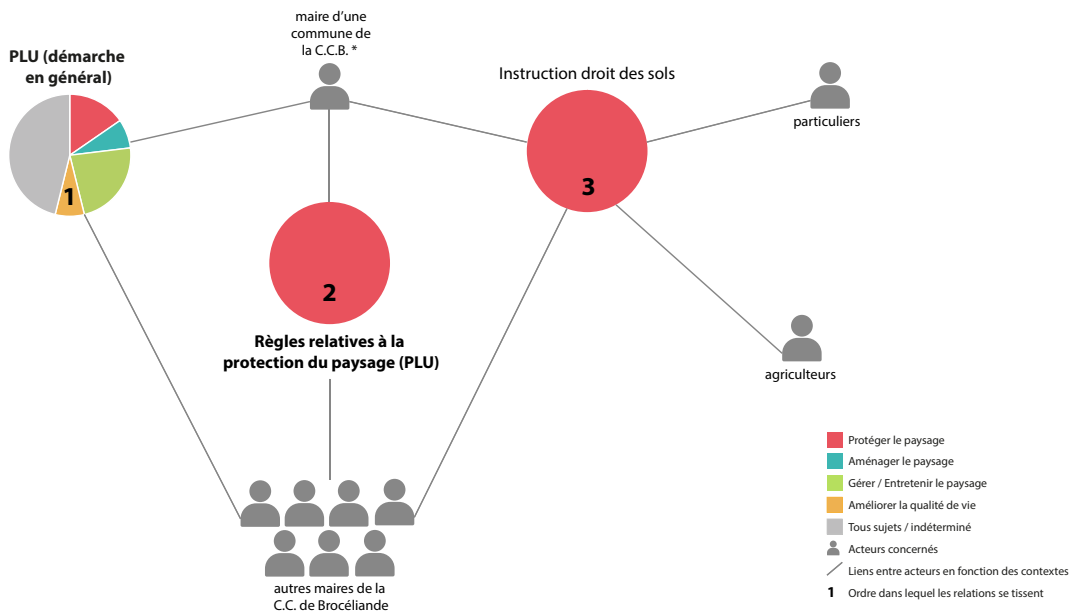 maire d'une
commune de
la C.C.B. *
PLU (démarche
en général)
1
Instruction droit des sols
3
particuliers
2
Règles relatives à la
protection du paysage (PLU)
agriculteurs
autres maires de la
C.C. de Brocéliande
Protéger le paysage
Aménager le paysage
Gérer / Entretenir le paysage
Améliorer la qualité de vie
Tous sujets / indéterminé
Acteurs concernés
Liens entre acteurs en fonction des contextes
1 Ordre dans lequel les relations se tissent